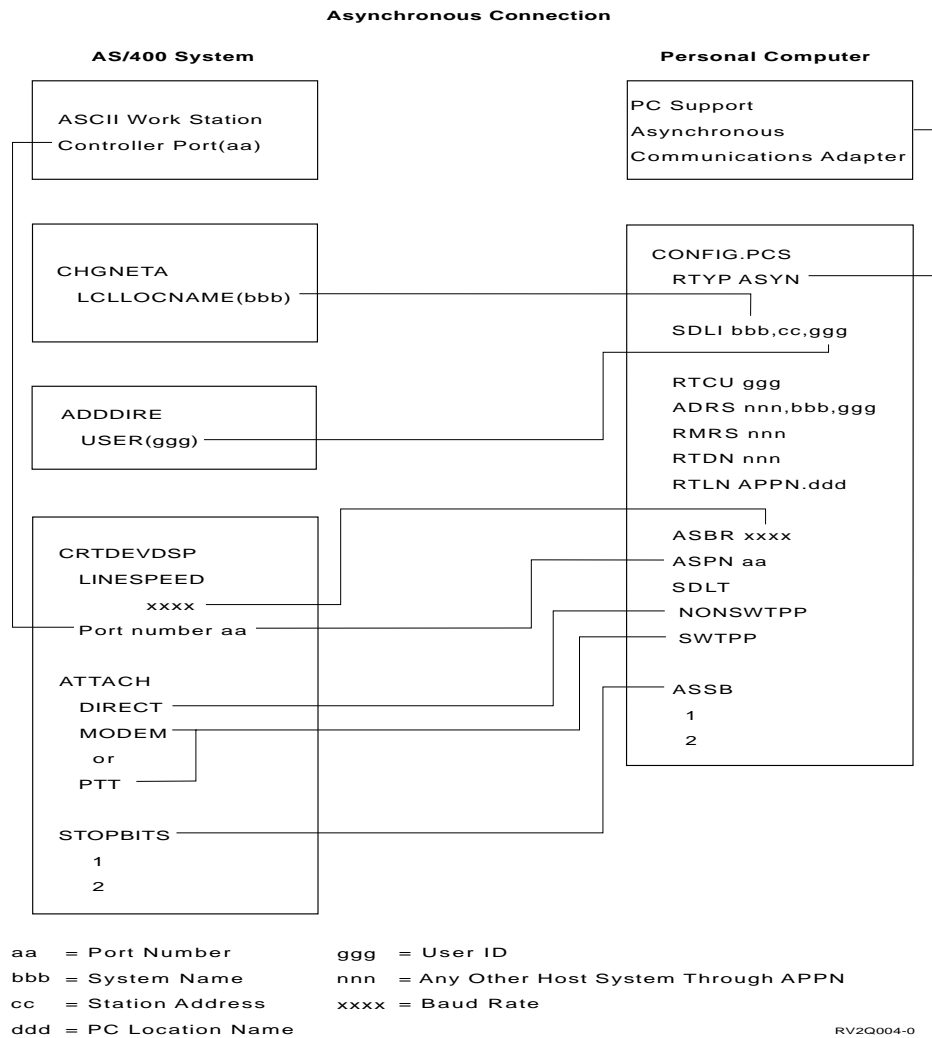 Asynchronous Connection
AS/400 System
Personal Computer
ASCII Work Station
Controller Port(aa)
PC Support
Asynchronous
Communications Adapter
CHGNETA
LCLLOCNAME(bbb)
ADDDIRE
USER(ggg)
CRTDEVDSP
LINESPEED
xxxx
Port number aa
ATTACH
DIRECT
MODEM
or
PTT
STOPBITS
1
2
CONFIG.PCS
RTYP ASYN
SDLI bbb,cc,ggg
RTCU ggg
ADRS nnn,bbb,ggg
RMRS nnn
RTDN nnn
RTLN APPN.ddd
ASBR xxxx
ASPN aa
SDLT
NONSWTPP
SWTPP
ASSB
1
2
aa = Port Number
bbb = System Name
cc = Station Address
ddd = PC Location Name
ggg = User ID
nnn = Any Other Host System Through APPN
xxxx = Baud Rate
RV2Q004-0